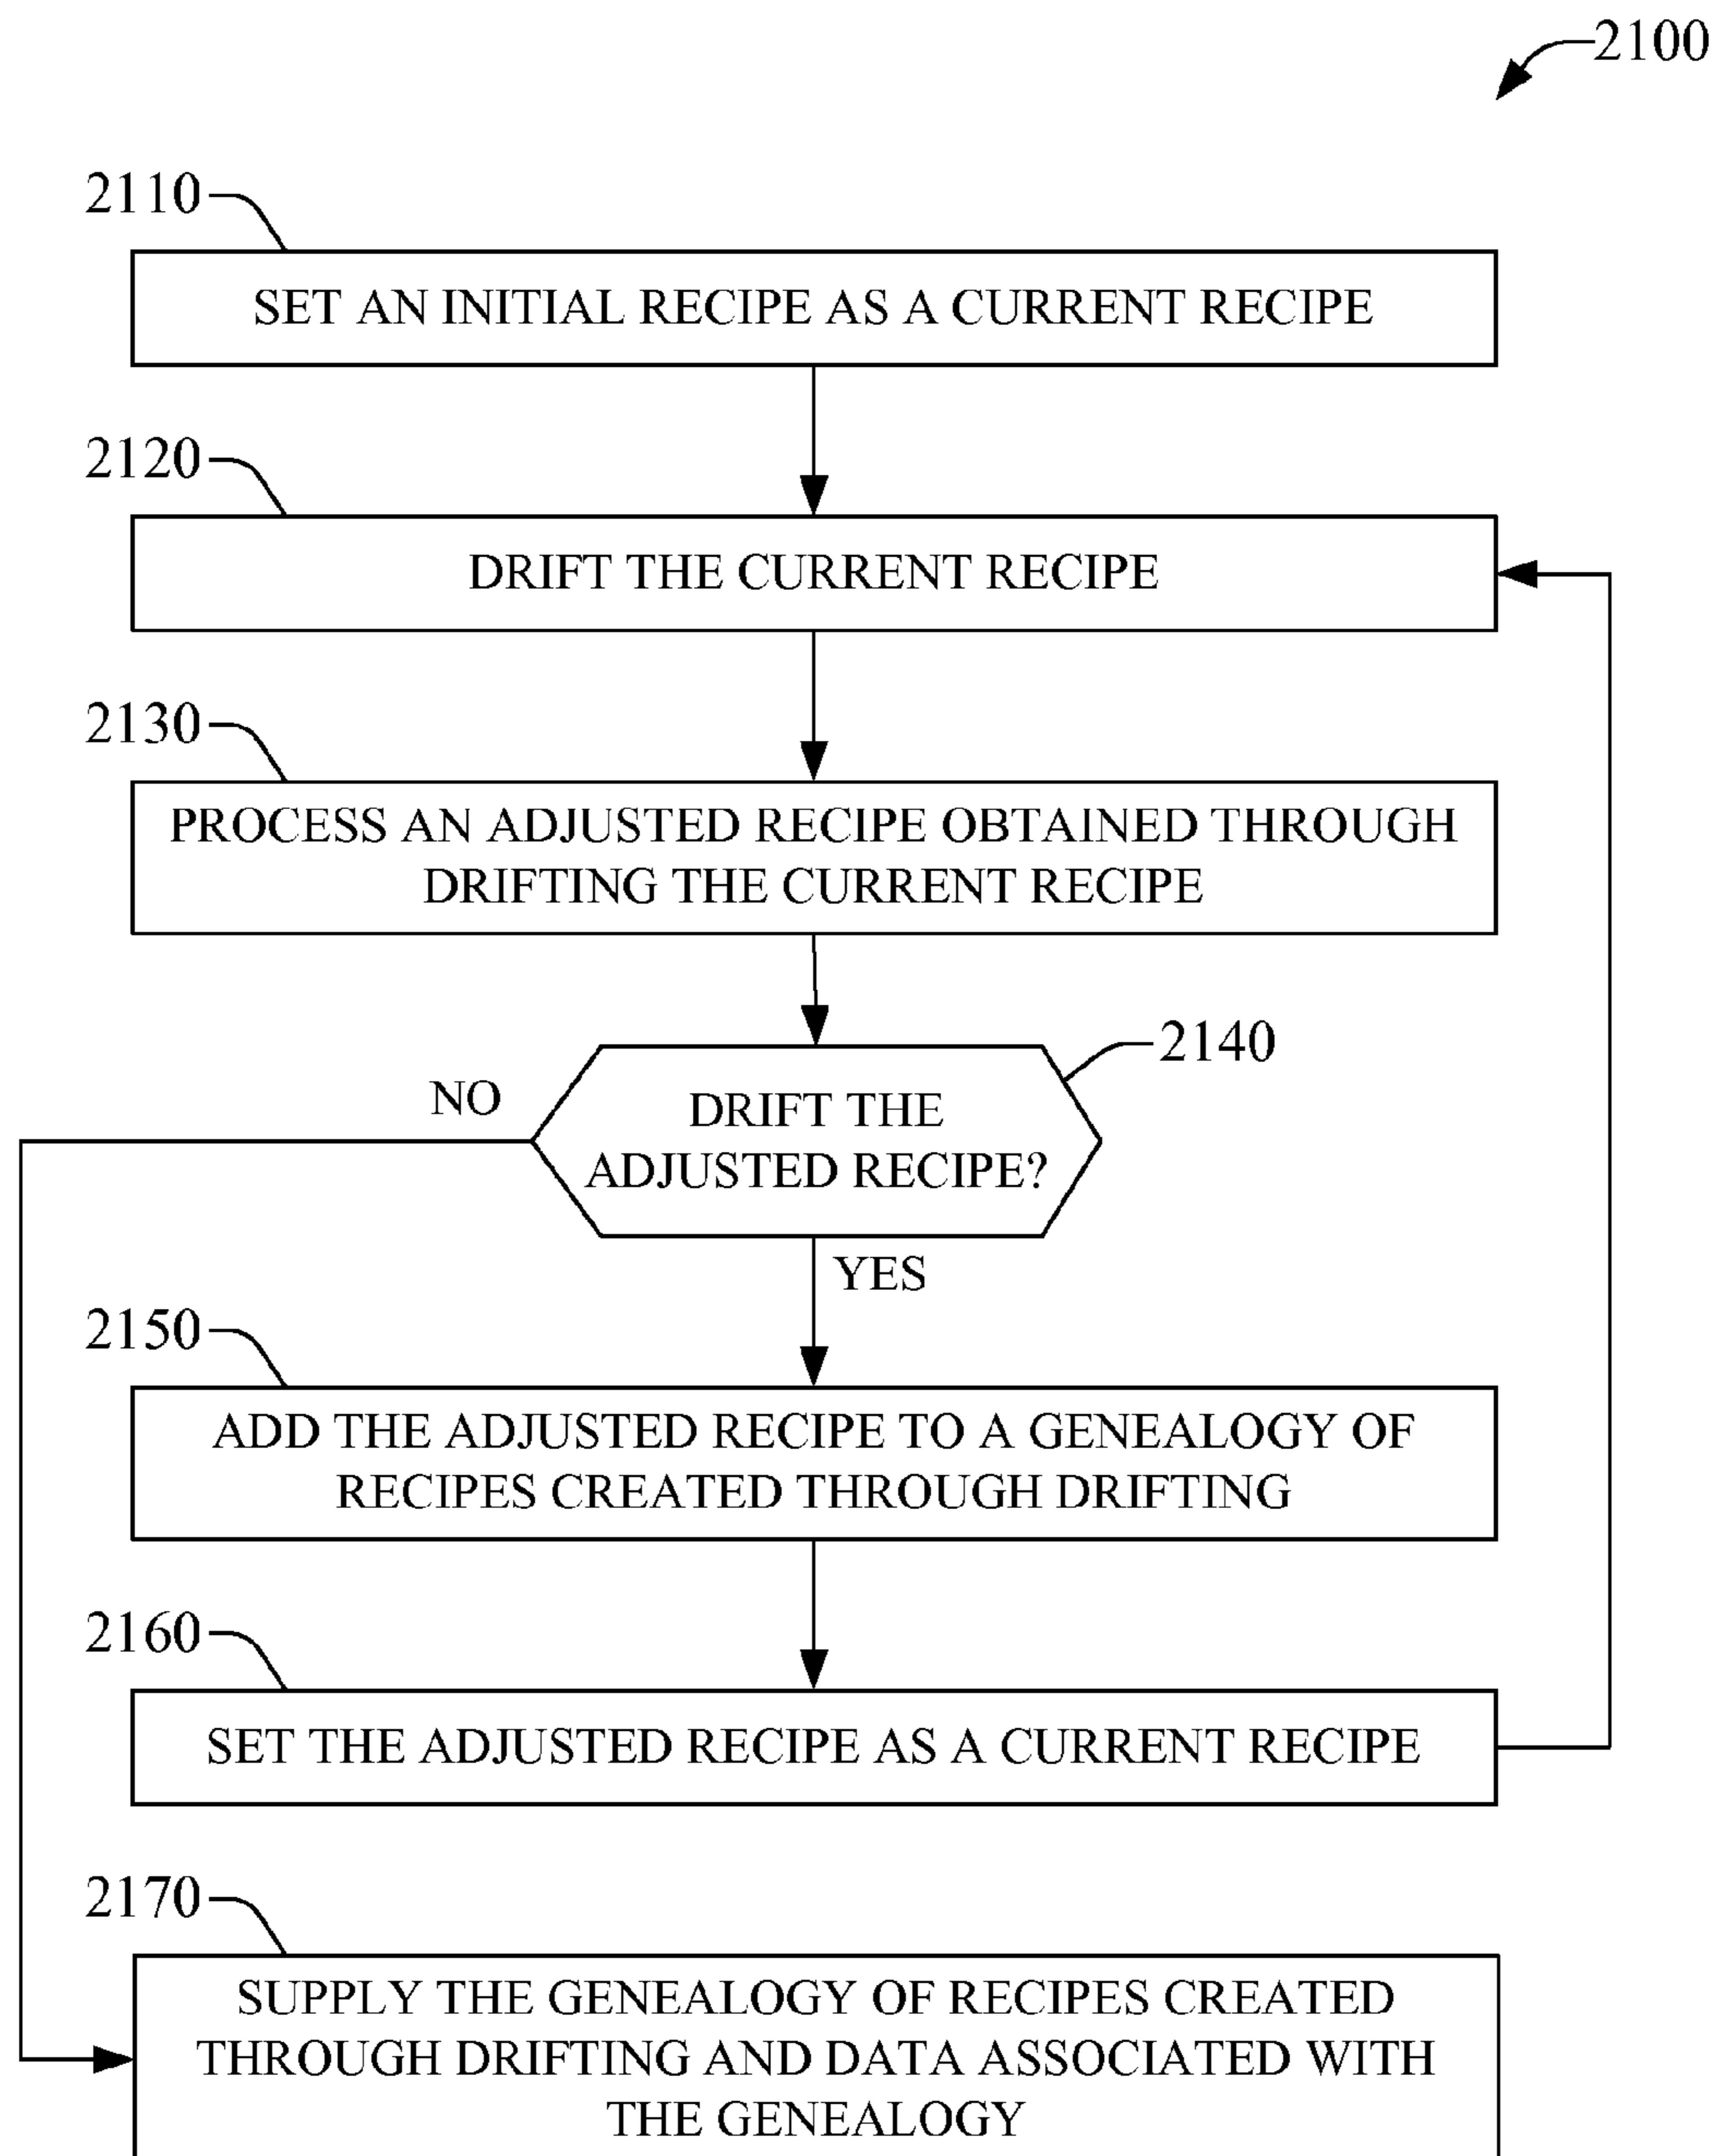 2100
2110
SET AN INITIAL RECIPE AS A CURRENT RECIPE
2120
DRIFT THE CURRENT RECIPE
2130
PROCESS AN ADJUSTED RECIPE OBTAINED THROUGH
DRIFTING THE CURRENT RECIPE
2140
NO
DRIFT THE
ADJUSTED RECIPE?
YES
2150
ADD THE ADJUSTED RECIPE TO A GENEALOGY OF
RECIPES CREATED THROUGH DRIFTING
2160
SET THE ADJUSTED RECIPE AS A CURRENT RECIPE
2170
SUPPLY THE GENEALOGY OF RECIPES CREATED
THROUGH DRIFTING AND DATA ASSOCIATED WITH
THE GENEALOGY